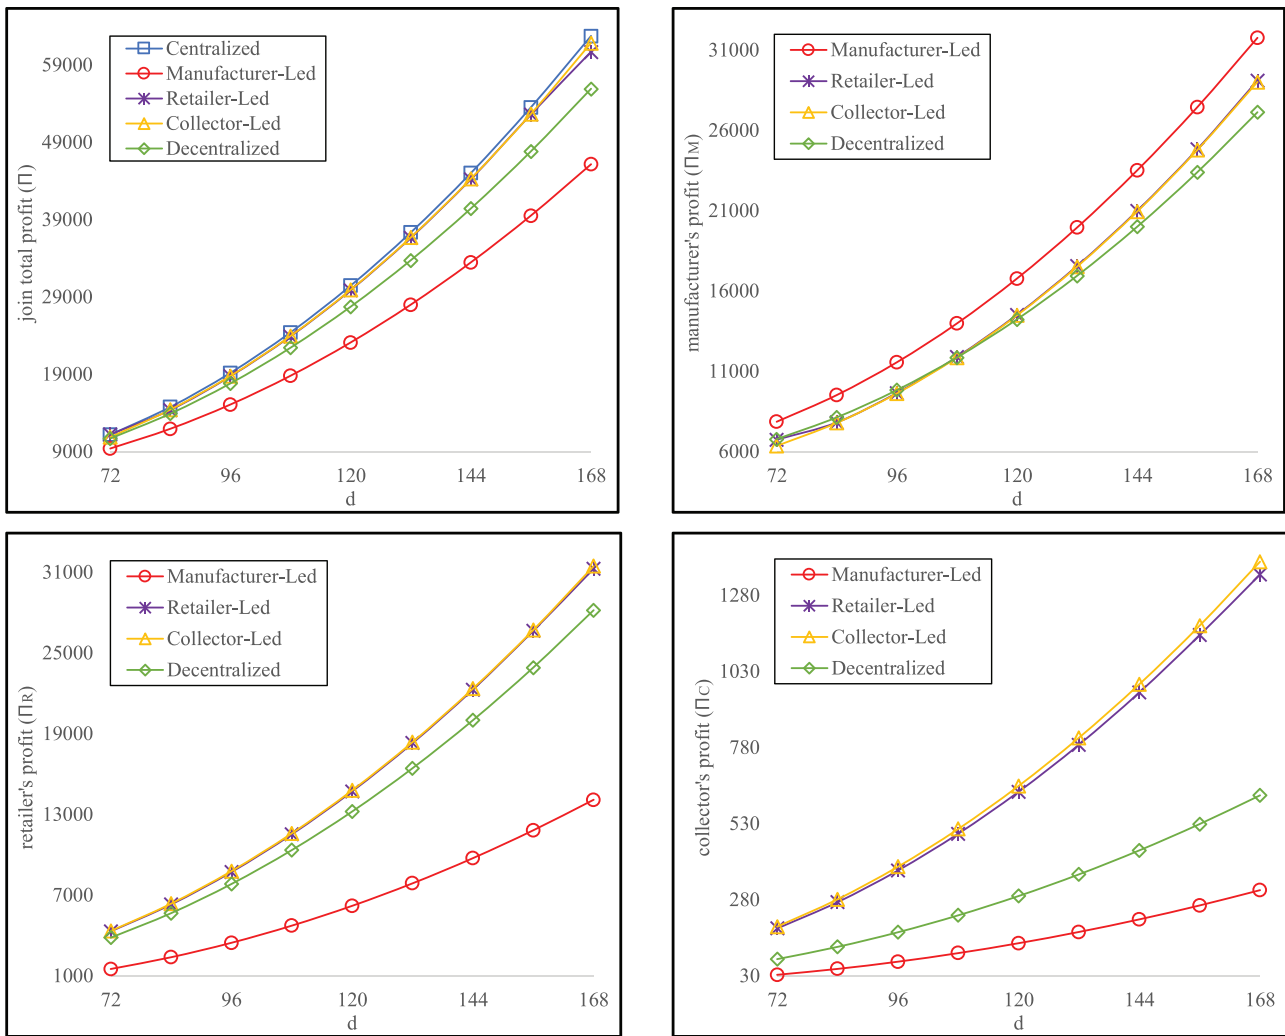 join total profit (Π)
59000
49000
39000
29000
19000
9000
Centralized
Manufacturer-Led
Retailer-Led
Collector-Led
Decentralized
72 96 120 144 168
d
manufacturer's profit (ΠM)
31000
26000
21000
16000
11000
6000
Manufacturer-Led
Retailer-Led
Collector-Led
Decentralized
72 96 120 144 168
d
retailer's profit (ΠR)
31000
25000
19000
13000
7000
1000
Manufacturer-Led
Retailer-Led
Collector-Led
Decentralized
72 96 120 144 168
d
collector's profit (ΠC)
1280
1030
780
530
280
30
Manufacturer-Led
Retailer-Led
Collector-Led
Decentralized
72 96 120 144 168
d